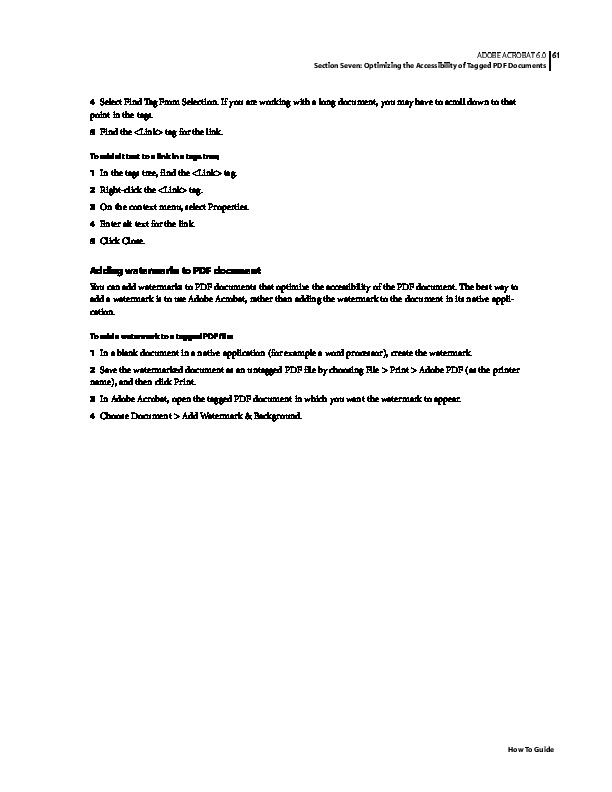 ADOBE ACROBAT 6.0 61
Section Seven: Optimizing the Accessibility of Tagged PDF Documents
4 Select Find Tag From Selection. If you are working with a long document, you may have to scroll down to that
point in the tags.
5 Find the <Link> tag for the link.
To add alt text to a link in a tags tree:
1 In the tags tree, find the <Link> tag.
2 Right-click the <Link> tag.
3 On the context menu, select Properties.
4 Enter alt text for the link.
5 Click Close.
Adding watermarks to PDF document
You can add watermarks to PDF documents that optimize the accessibility of the PDF document. The best way to
add a watermark is to use Adobe Acrobat, rather than adding the watermark to the document in its native appli-
cation.
To add a watermark to a tagged PDF file:
1 In a blank document in a native application (for example a word processor), create the watermark.
2 Save the watermarked document as an untagged PDF file by choosing File > Print > Adobe PDF (as the printer
name), and then click Print.
3 In Adobe Acrobat, open the tagged PDF document in which you want the watermark to appear.
4 Choose Document > Add Watermark & Background.
How To Guide